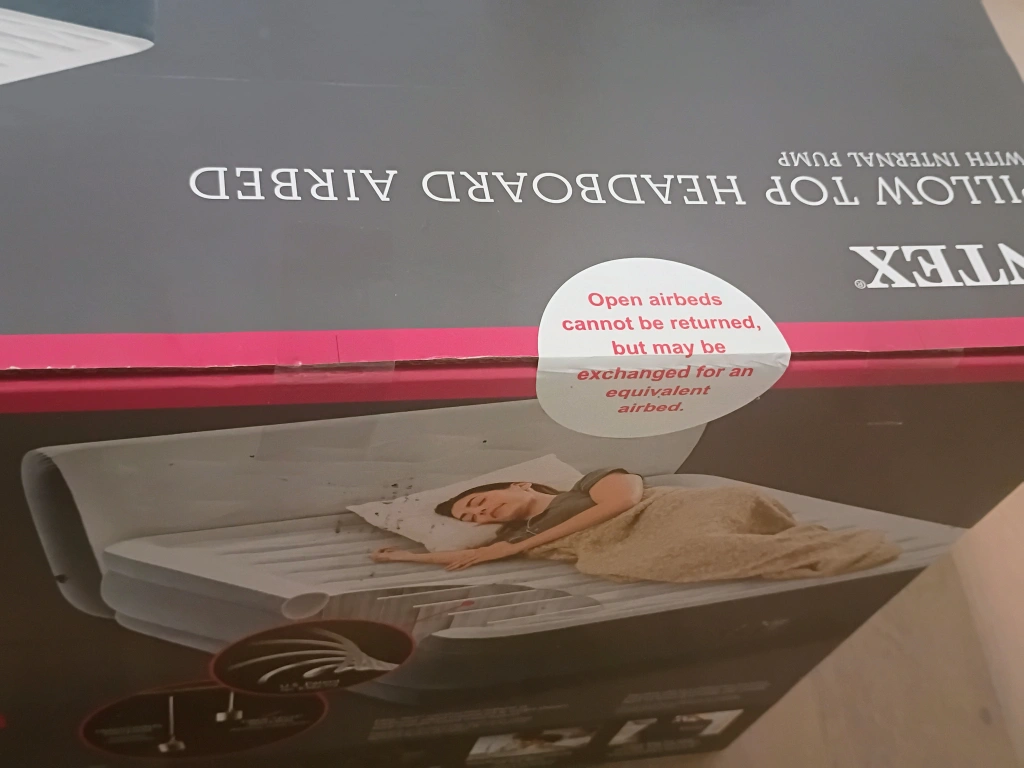 NTEX®
PILLOW TOP HEADBOARD AIRBED
WITH INTERNAL PUMP
Open airbeds
cannot be returned,
but may be
exchanged for an
equivalent
airbed.